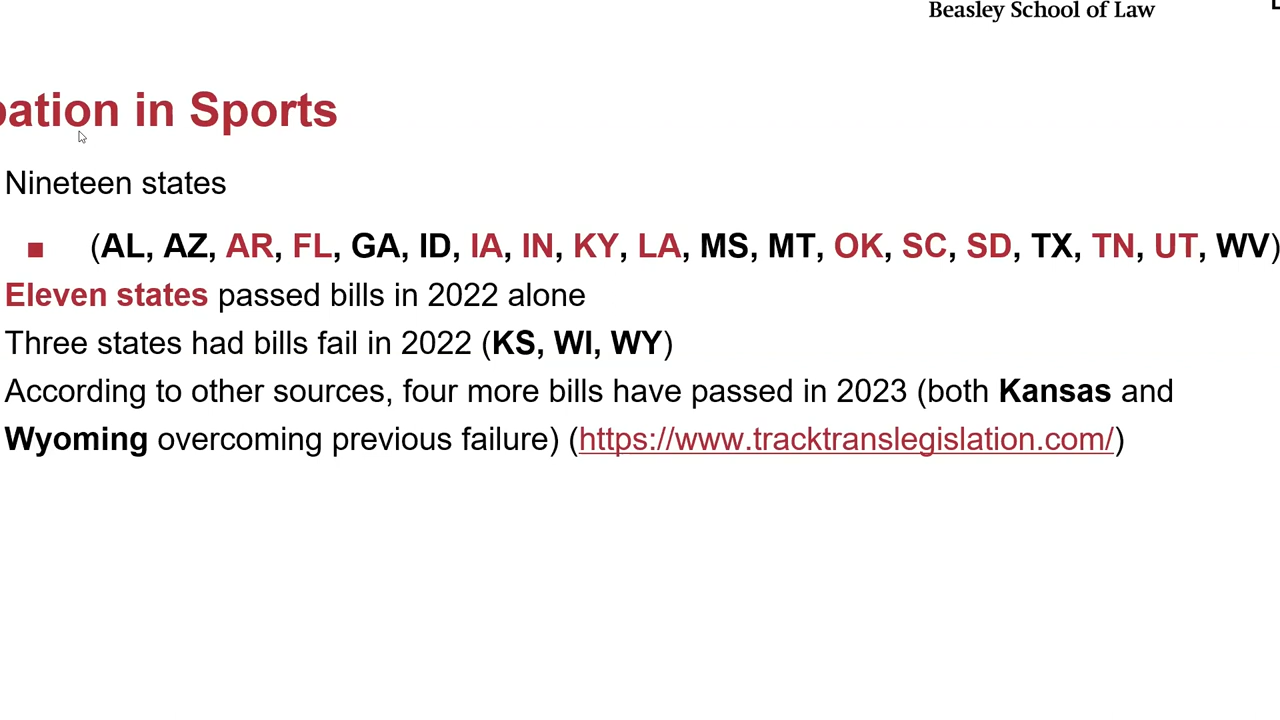 Beasley School of Law
pation in Sports
Nineteen states
■ (AL, AZ, AR, FL, GA, ID, IA, IN, KY, LA, MS, MT, OK, SC, SD, TX, TN, UT, WV)
Eleven states passed bills in 2022 alone
Three states had bills fail in 2022 (KS, WI, WY)
According to other sources, four more bills have passed in 2023 (both Kansas and
Wyoming overcoming previous failure) (https://www.tracktranslegislation.com/)